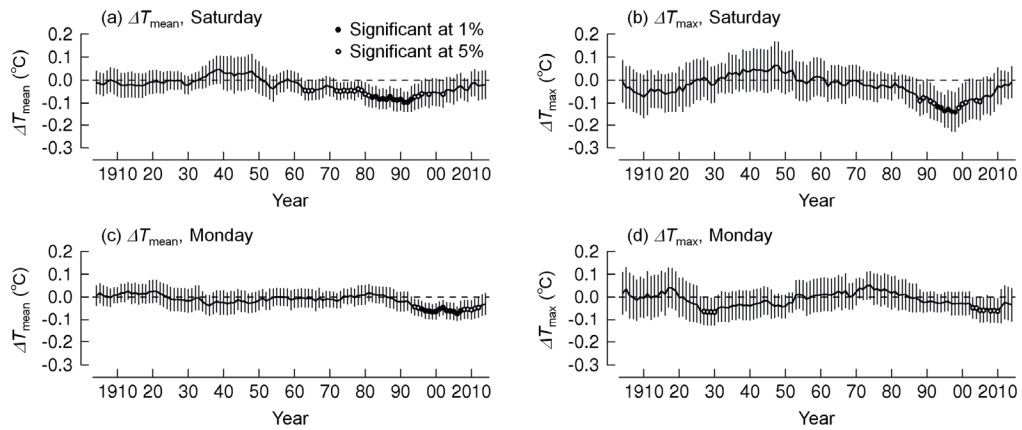 (a) ΔTmean, Saturday
Significant at 1%
Significant at 5%
ΔTmean (°C)
0.2
0.1
0.0
-0.1
-0.2
-0.3
1910 20 30 40 50 60 70 80 90 00 2010
Year
(b) ΔTmax, Saturday
ΔTmax (°C)
0.2
0.1
0.0
-0.1
-0.2
-0.3
1910 20 30 40 50 60 70 80 90 00 2010
Year
(c) ΔTmean, Monday
ΔTmean (°C)
0.2
0.1
0.0
-0.1
-0.2
-0.3
1910 20 30 40 50 60 70 80 90 00 2010
Year
(d) ΔTmax, Monday
ΔTmax (°C)
0.2
0.1
0.0
-0.1
-0.2
-0.3
1910 20 30 40 50 60 70 80 90 00 2010
Year